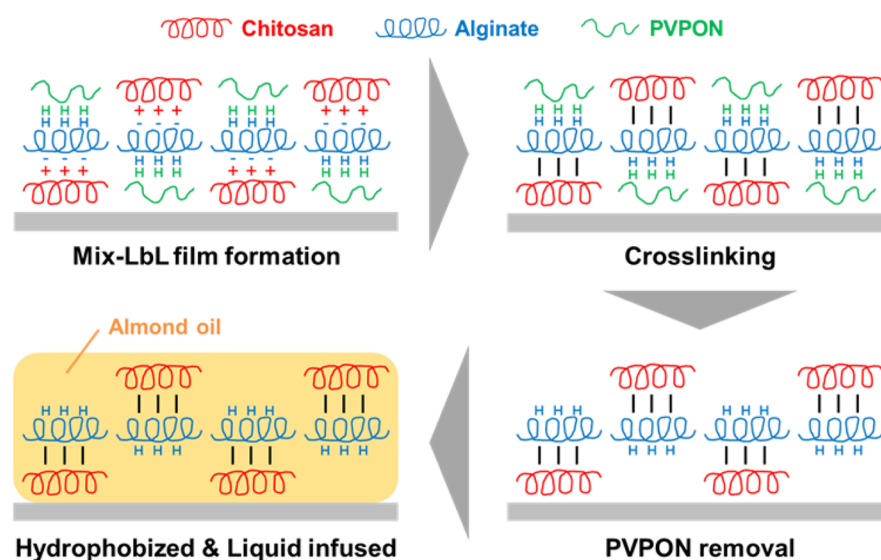 Chitosan Alginate PVPON
H H H + + +  H H H + + +
H H H - - - H H H - - -
- - - H H H - - - H H H
+ + + H H H + + + H H H
Mix-LbL film formation
H H H H H H
H H H H H H
H H H H H H
H H H H H H
Crosslinking
Almond oil
H H H H H H
H H H H H H
Hydrophobized & Liquid infused
H H H H H H
H H H H H H
PVPON removal